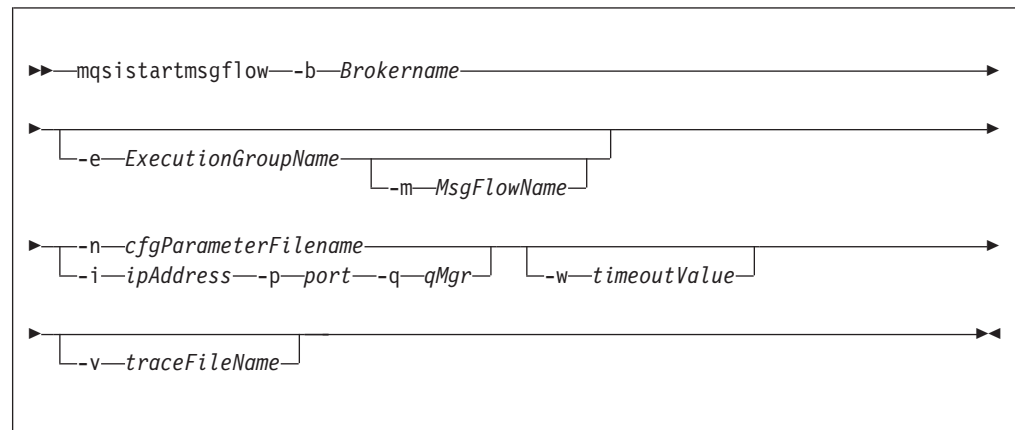 mqsistartmsgflow -b Brokername
-e ExecutionGroupName
-m MsgFlowName
-n cfgParameterFilename
-i ipAddress -p port -q qMgr -w timeoutValue
-v traceFileName